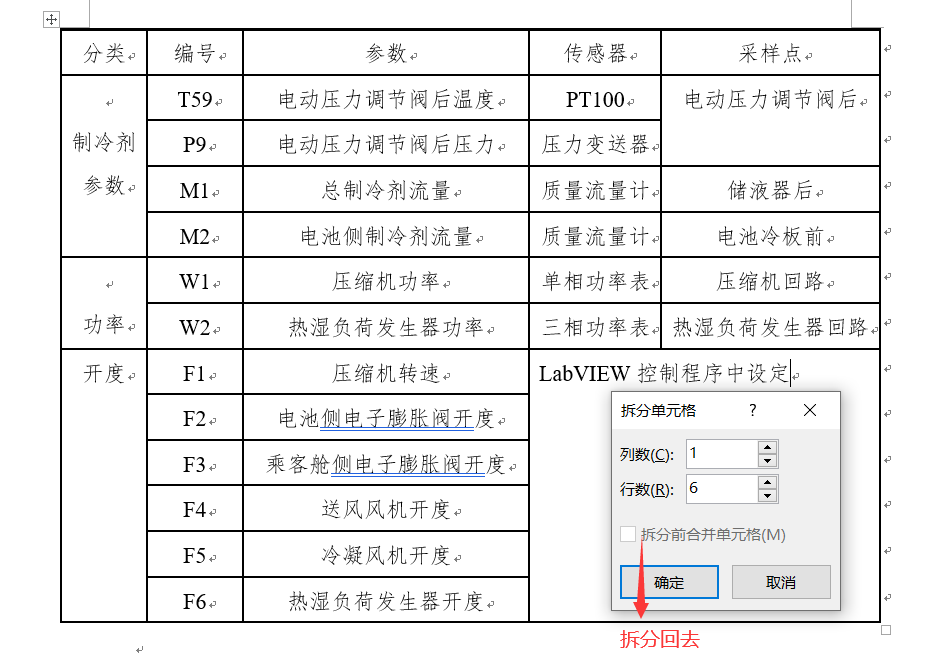 分类 编号 参数 传感器 采样点
T59 电动压力调节阀后温度 PT100 电动压力调节阀后
制冷剂
参数
P9 电动压力调节阀后压力 压力变送器
M1 总制冷剂流量 质量流量计 储液器后
M2 电池侧制冷剂流量 质量流量计 电池冷板前
功率
W1 压缩机功率 单相功率表 压缩机回路
W2 热湿负荷发生器功率 三相功率表 热湿负荷发生器回路
开度 F1 压缩机转速 LabVIEW 控制程序中设定
F2 电池侧电子膨胀阀开度
F3 乘客舱侧电子膨胀阀开度
F4 送风风机开度
F5 冷凝风机开度
F6 热湿负荷发生器开度
拆分单元格 ?
列数(C): 1
行数(R): 6
拆分前合并单元格(M)
确定 取消
拆分回去